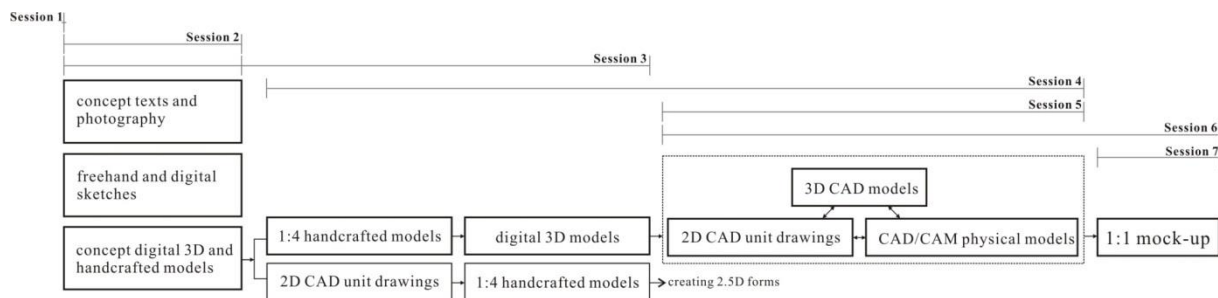 Session 1
Session 2
Session 3
Session 4
Session 5
Session 6
Session 7
concept texts and
photography
freehand and digital
sketches
concept digital 3D and
handcrafted models
1:4 handcrafted models
digital 3D models
2D CAD unit drawings
1:4 handcrafted models
creating 2.5D forms
3D CAD models
2D CAD unit drawings
CAD/CAM physical models
1:1 mock-up